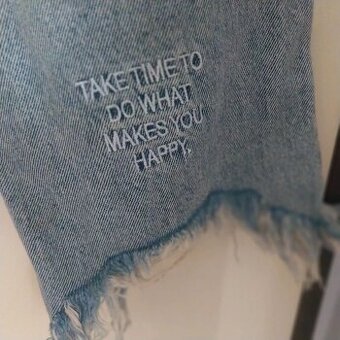 TAKE TIME TO
DO WHAT
MAKES YOU
HAPPY.